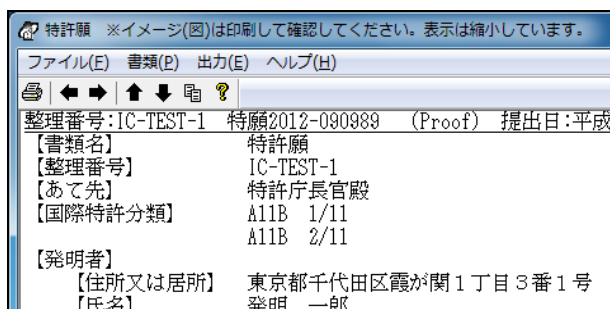 特許願 ※イメージ(図)は印刷して確認してください。表示は縮小しています。
ファイル(F) 書類(P) 出力(E) ヘルプ(H)
整理番号:IC-TEST-1 特願2012-090989 (Proof) 提出日:平成
【書類名】 特許願
【整理番号】 IC-TEST-1
【あて先】 特許庁長官殿
【国際特許分類】 A11B 1/11
A11B 2/11
【発明者】
【住所又は居所】 東京都千代田区霞が関1丁目3番1号
【氏名】 発明 一郎